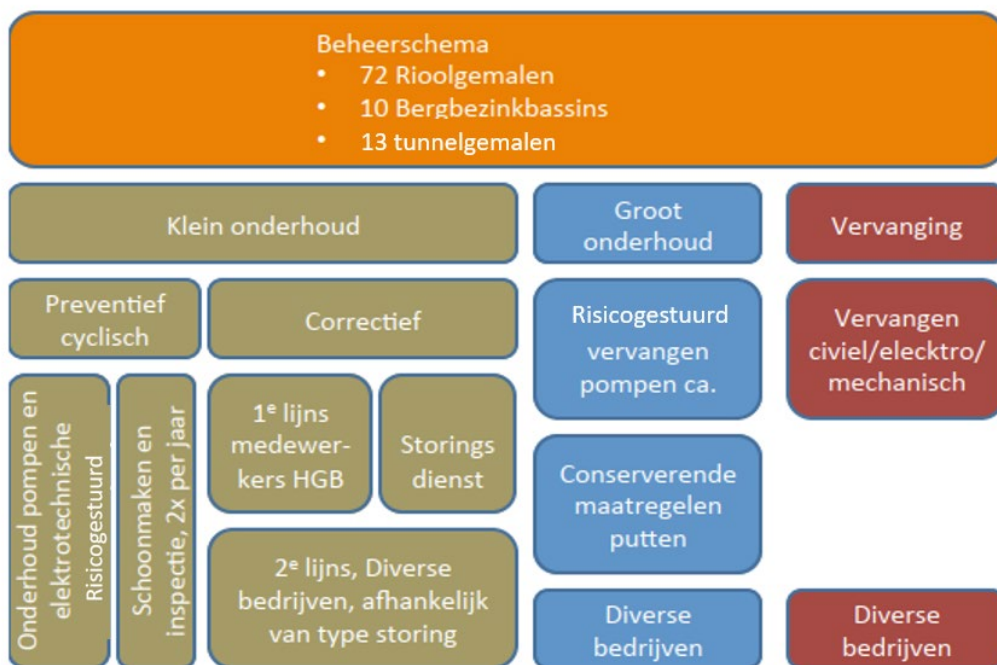 Beheerschema
• 72 Rioolgemalen
• 10 Bergbezinkbassins
• 13 tunnelgemalen
Klein onderhoud
Groot
onderhoud
Vervanging
Preventief
cyclisch
Correctief
Risicogestuurd
vervangen
pompen ca.
Vervangen
civiel/elecktro/
mechanisch
Onderhoud pompen en
elektrotechnische
Risicogestuurd
Schoonmaken en
inspectie, 2x per jaar
1e lijns
medewer-
kers HGB
Storings
dienst
Conserverende
maatregelen
putten
2e lijns, Diverse
bedrijven, afhankelijk
van type storing
Diverse
bedrijven
Diverse
bedrijven